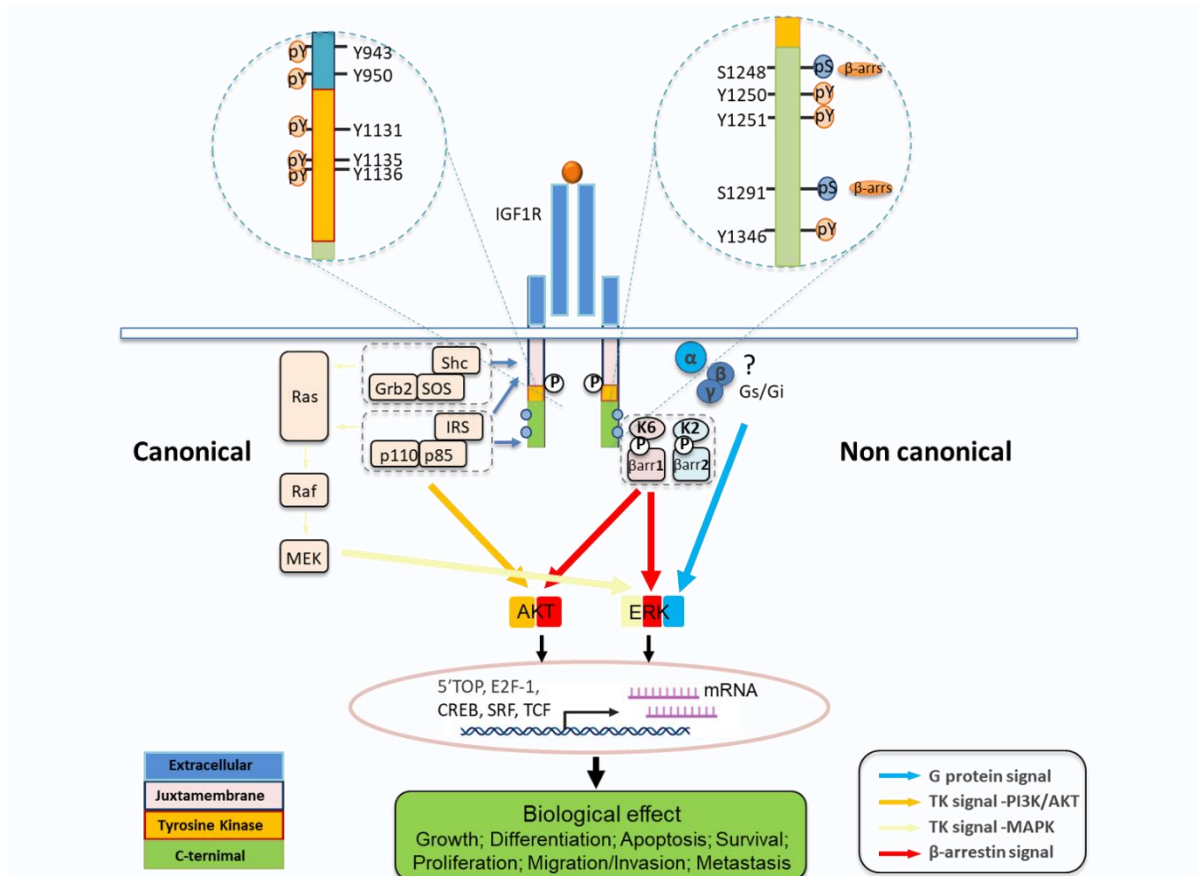 pY
Y943
pY
Y950
pY
Y1131
pY
Y1135
pY
Y1136
S1248
pS
β-arrs
Y1250
pY
Y1251
pY
S1291
pS
β-arrs
Y1346
pY
IGF1R
Ras
Shc
Grb2
SOS
IRS
p110
p85
Raf
MEK
Canonical
P
P
α
β
γ
?
Gs/Gi
K6
K2
P
P
βarr1
βarr2
Non canonical
AKT
ERK
5'TOP, E2F-1,
CREB, SRF, TCF
mRNA
Biological effect
Growth; Differentiation; Apoptosis; Survival;
Proliferation; Migration/Invasion; Metastasis
Extracellular
Juxtamembrane
Tyrosine Kinase
C-ternimal
G protein signal
TK signal -PI3K/AKT
TK signal -MAPK
β-arrestin signal